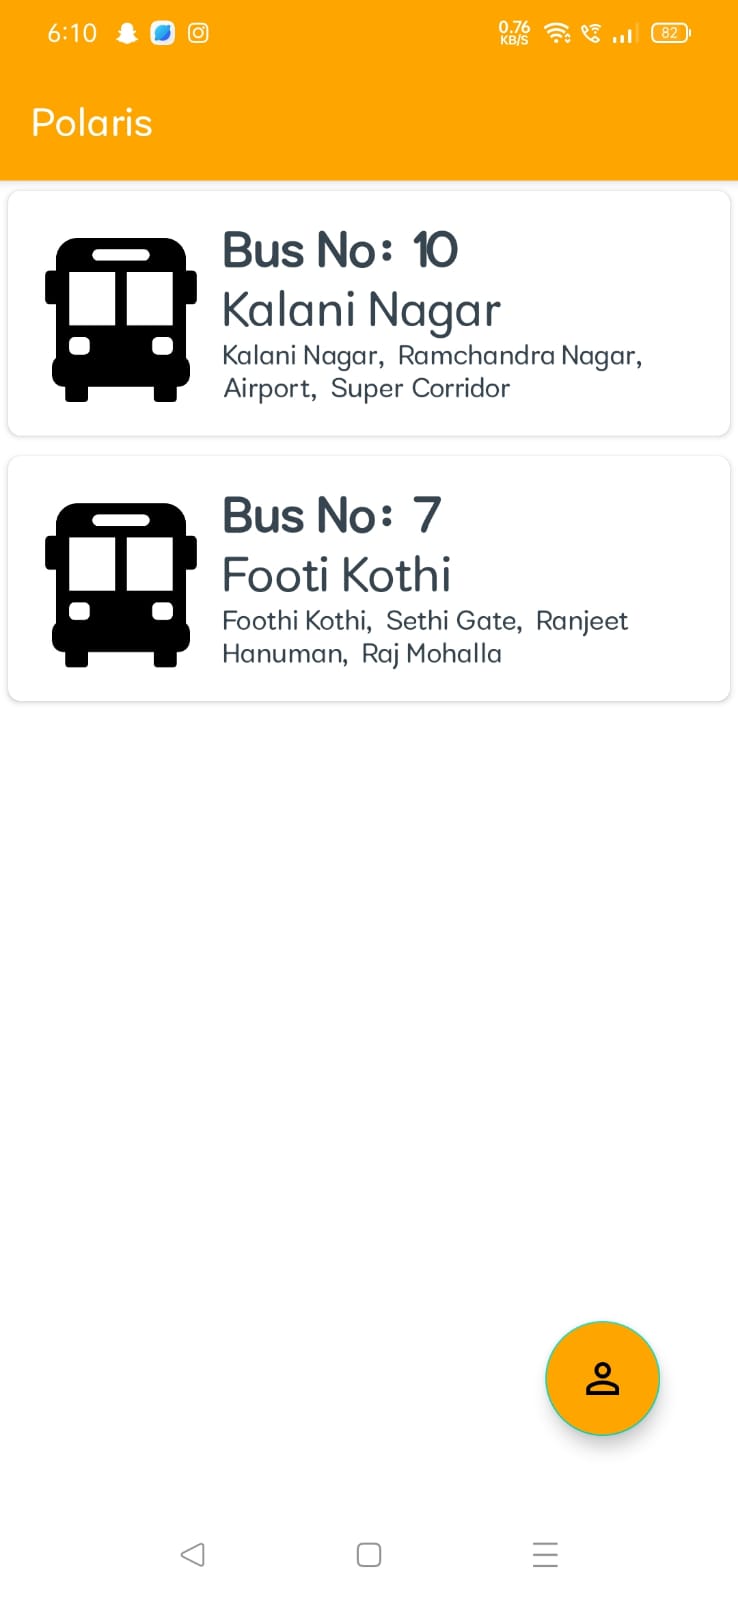 6:10
0.76
KB/S
82
Polaris
Bus No: 10
Kalani Nagar
Kalani Nagar, Ramchandra Nagar,
Airport, Super Corridor
Bus No: 7
Footi Kothi
Foothi Kothi, Sethi Gate, Ranjeet
Hanuman, Raj Mohalla